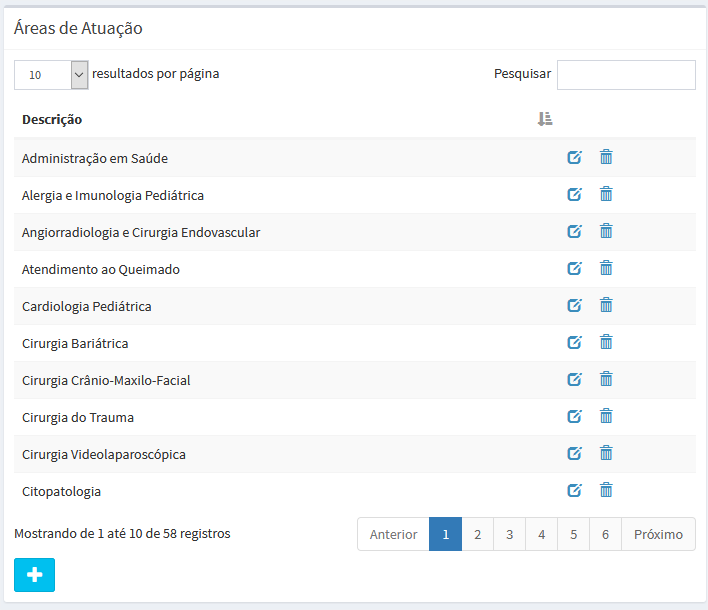 Áreas de Atuação
10 resultados por página Pesquisar
Descrição
Administração em Saúde
Alergia e Imunologia Pediátrica
Angiorradiologia e Cirurgia Endovascular
Atendimento ao Queimado
Cardiologia Pediátrica
Cirurgia Bariátrica
Cirurgia Crânio-Maxilo-Facial
Cirurgia do Trauma
Cirurgia Videolaparoscópica
Citopatologia
Mostrando de 1 até 10 de 58 registros Anterior 1 2 3 4 5 6 Próximo